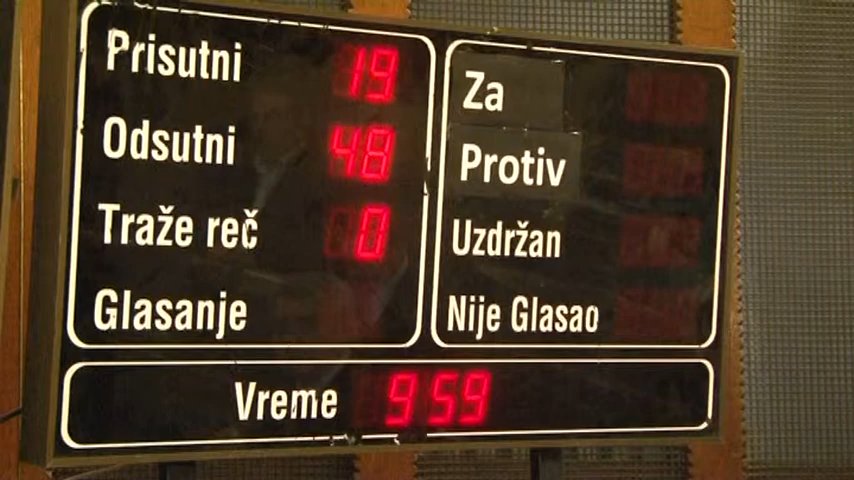 Prisutni 19
Odsutni 48
Traže reč 0
Glasanje
Za
Protiv
Uzdržan
Nije Glasao
Vreme 9 59